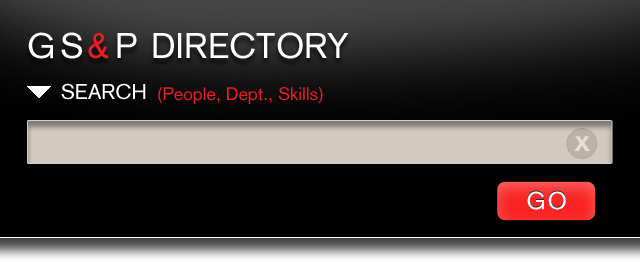 GS&P DIRECTORY
SEARCH (People, Dept., Skills)
X
GO